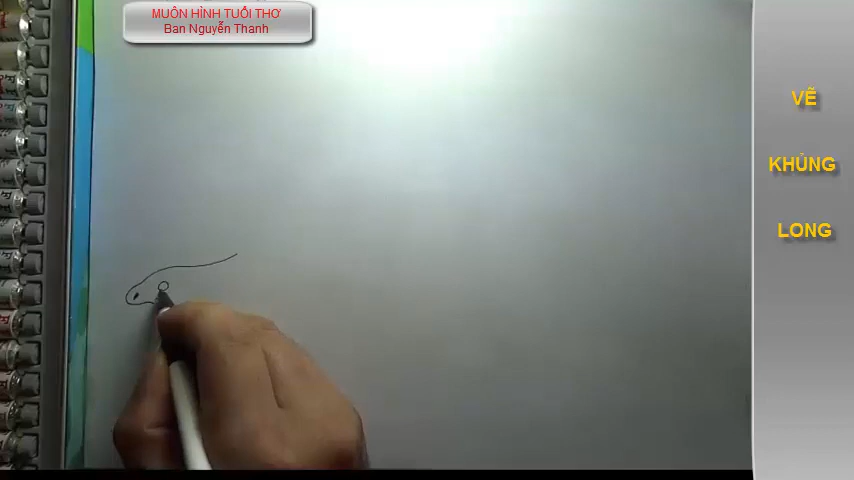 MUÔN HÌNH TUỔI THƠ
Ban Nguyễn Thanh
VẼ
KHỦNG
LONG